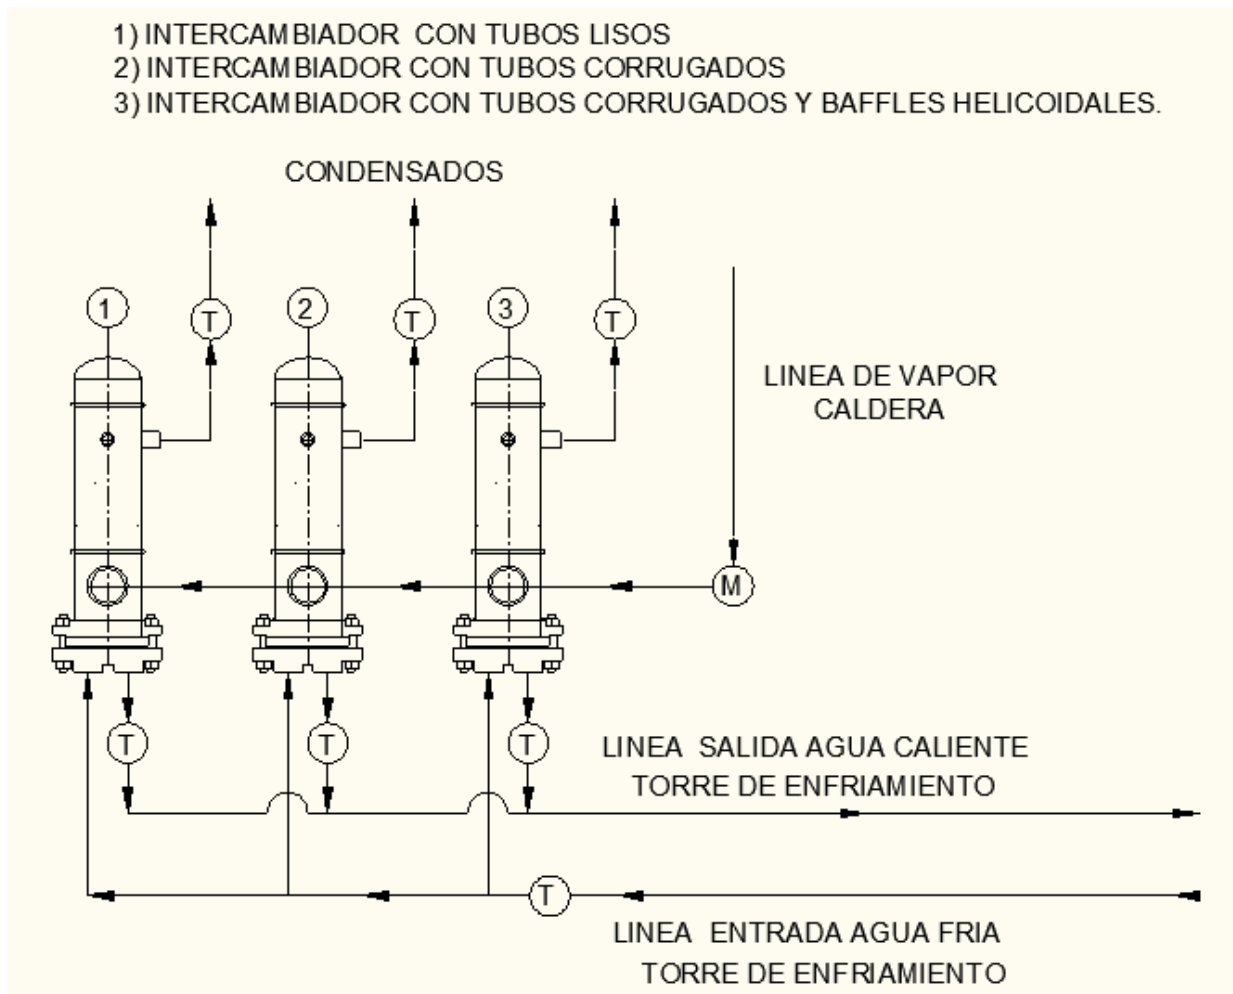 1) INTERCAMBIADOR CON TUBOS LISOS
2) INTERCAMBIADOR CON TUBOS CORRUGADOS
3) INTERCAMBIADOR CON TUBOS CORRUGADOS Y BAFFLES HELICOIDALES.
CONDENSADOS
1 T 2 T 3 T
LINEA DE VAPOR
CALDERA
M
T T T
LINEA SALIDA AGUA CALIENTE
TORRE DE ENFRIAMIENTO
T
LINEA ENTRADA AGUA FRIA
TORRE DE ENFRIAMIENTO